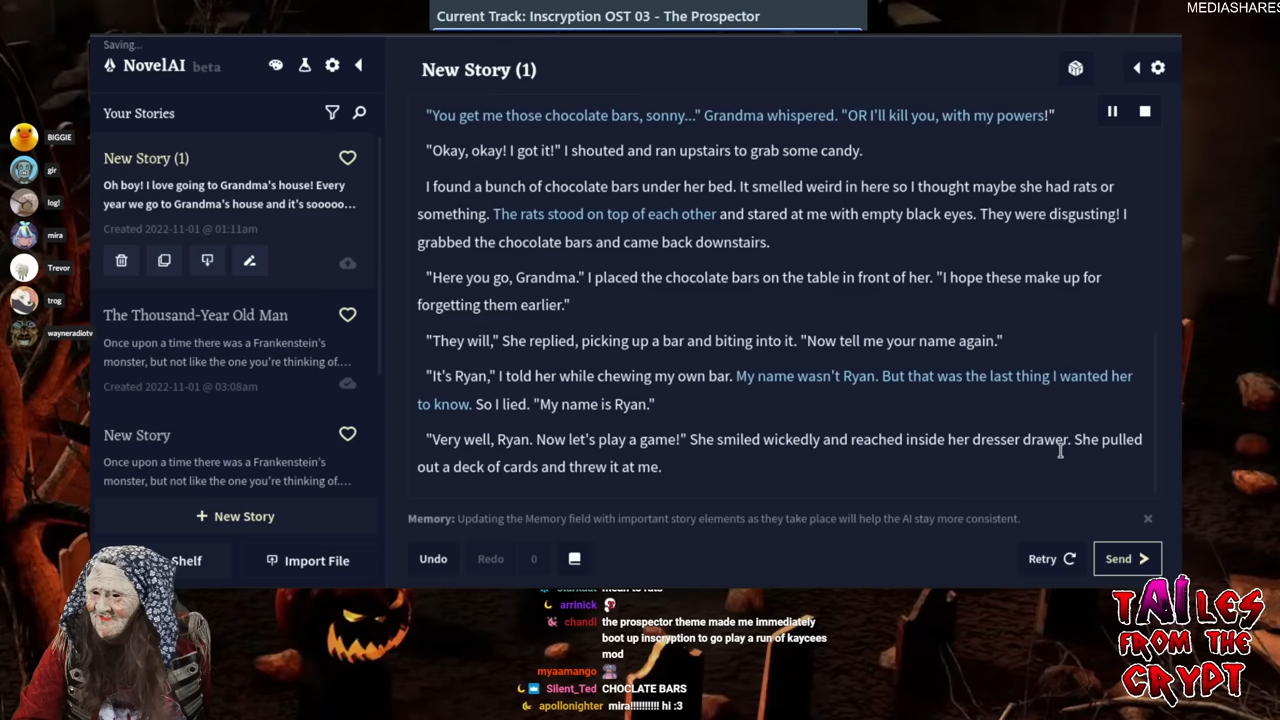 Current Track: Inscryption OST 03 - The Prospector
MEDIASHARES
Saving...
NovelAI beta
Your Stories
New Story (1)
Oh boy! I love going to Grandma's house! Every
year we go to Grandma's house and it's sooooo...
Created 2022-11-01 @ 01:11am
The Thousand-Year Old Man
Once upon a time there was a Frankenstein's
monster, but not like the one you're thinking of....
Created 2022-11-01 @ 03:08am
New Story
Once upon a time there was a Frankenstein's
monster, but not like the one you're thinking of....
+ New Story
Shelf
Import File
BIGGIE
gir
log!
mira
Trevor
trog
wayneradiotv
New Story (1)
"You get me those chocolate bars, sonny..." Grandma whispered. "OR I'll kill you, with my powers!"
"Okay, okay! I got it!" I shouted and ran upstairs to grab some candy.
I found a bunch of chocolate bars under her bed. It smelled weird in here so I thought maybe she had rats or
something. The rats stood on top of each other and stared at me with empty black eyes. They were disgusting! I
grabbed the chocolate bars and came back downstairs.
"Here you go, Grandma." I placed the chocolate bars on the table in front of her. "I hope these make up for
forgetting them earlier."
"They will," She replied, picking up a bar and biting into it. "Now tell me your name again."
"It's Ryan," I told her while chewing my own bar. My name wasn't Ryan. But that was the last thing I wanted her
to know. So I lied. "My name is Ryan."
"Very well, Ryan. Now let's play a game!" She smiled wickedly and reached inside her dresser drawer. She pulled
out a deck of cards and threw it at me.
Memory: Updating the Memory field with important story elements as they take place will help the AI stay more consistent.
Undo
Redo
0
Retry
Send
arrinick
chandl the prospector theme made me immediately
boot up inscryption to go play a run of kaycees
mod
myaamango
Silent_Ted CHOCLATE BARS
apollonighter mira!!!!!!!!!! hi :3
TAILES
FROM THE
CRYPT